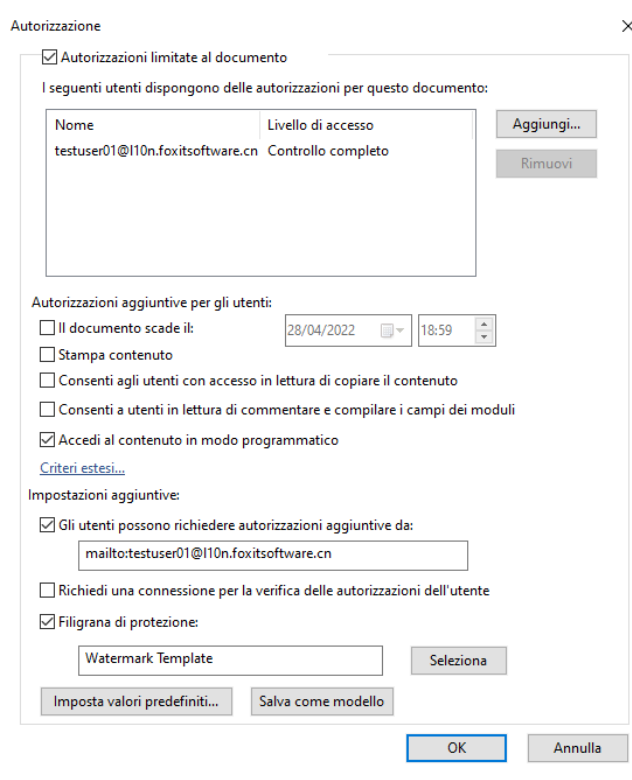 Autorizzazione
Autorizzazioni limitate al documento
I seguenti utenti dispongono delle autorizzazioni per questo documento:
Nome Livello di accesso Aggiungi...
testuser01@l10n.foxitsoftware.cn Controllo completo
Rimuovi
Autorizzazioni aggiuntive per gli utenti:
Il documento scade il: 28/04/2022 18:59
Stampa contenuto
Consenti agli utenti con accesso in lettura di copiare il contenuto
Consenti a utenti in lettura di commentare e compilare i campi dei moduli
Accedi al contenuto in modo programmatico
Criteri estesi...
Impostazioni aggiuntive:
Gli utenti possono richiedere autorizzazioni aggiuntive da:
mailto:testuser01@l10n.foxitsoftware.cn
Richiedi una connessione per la verifica delle autorizzazioni dell'utente
Filigrana di protezione:
Watermark Template Seleziona
Imposta valori predefiniti... Salva come modello
OK Annulla